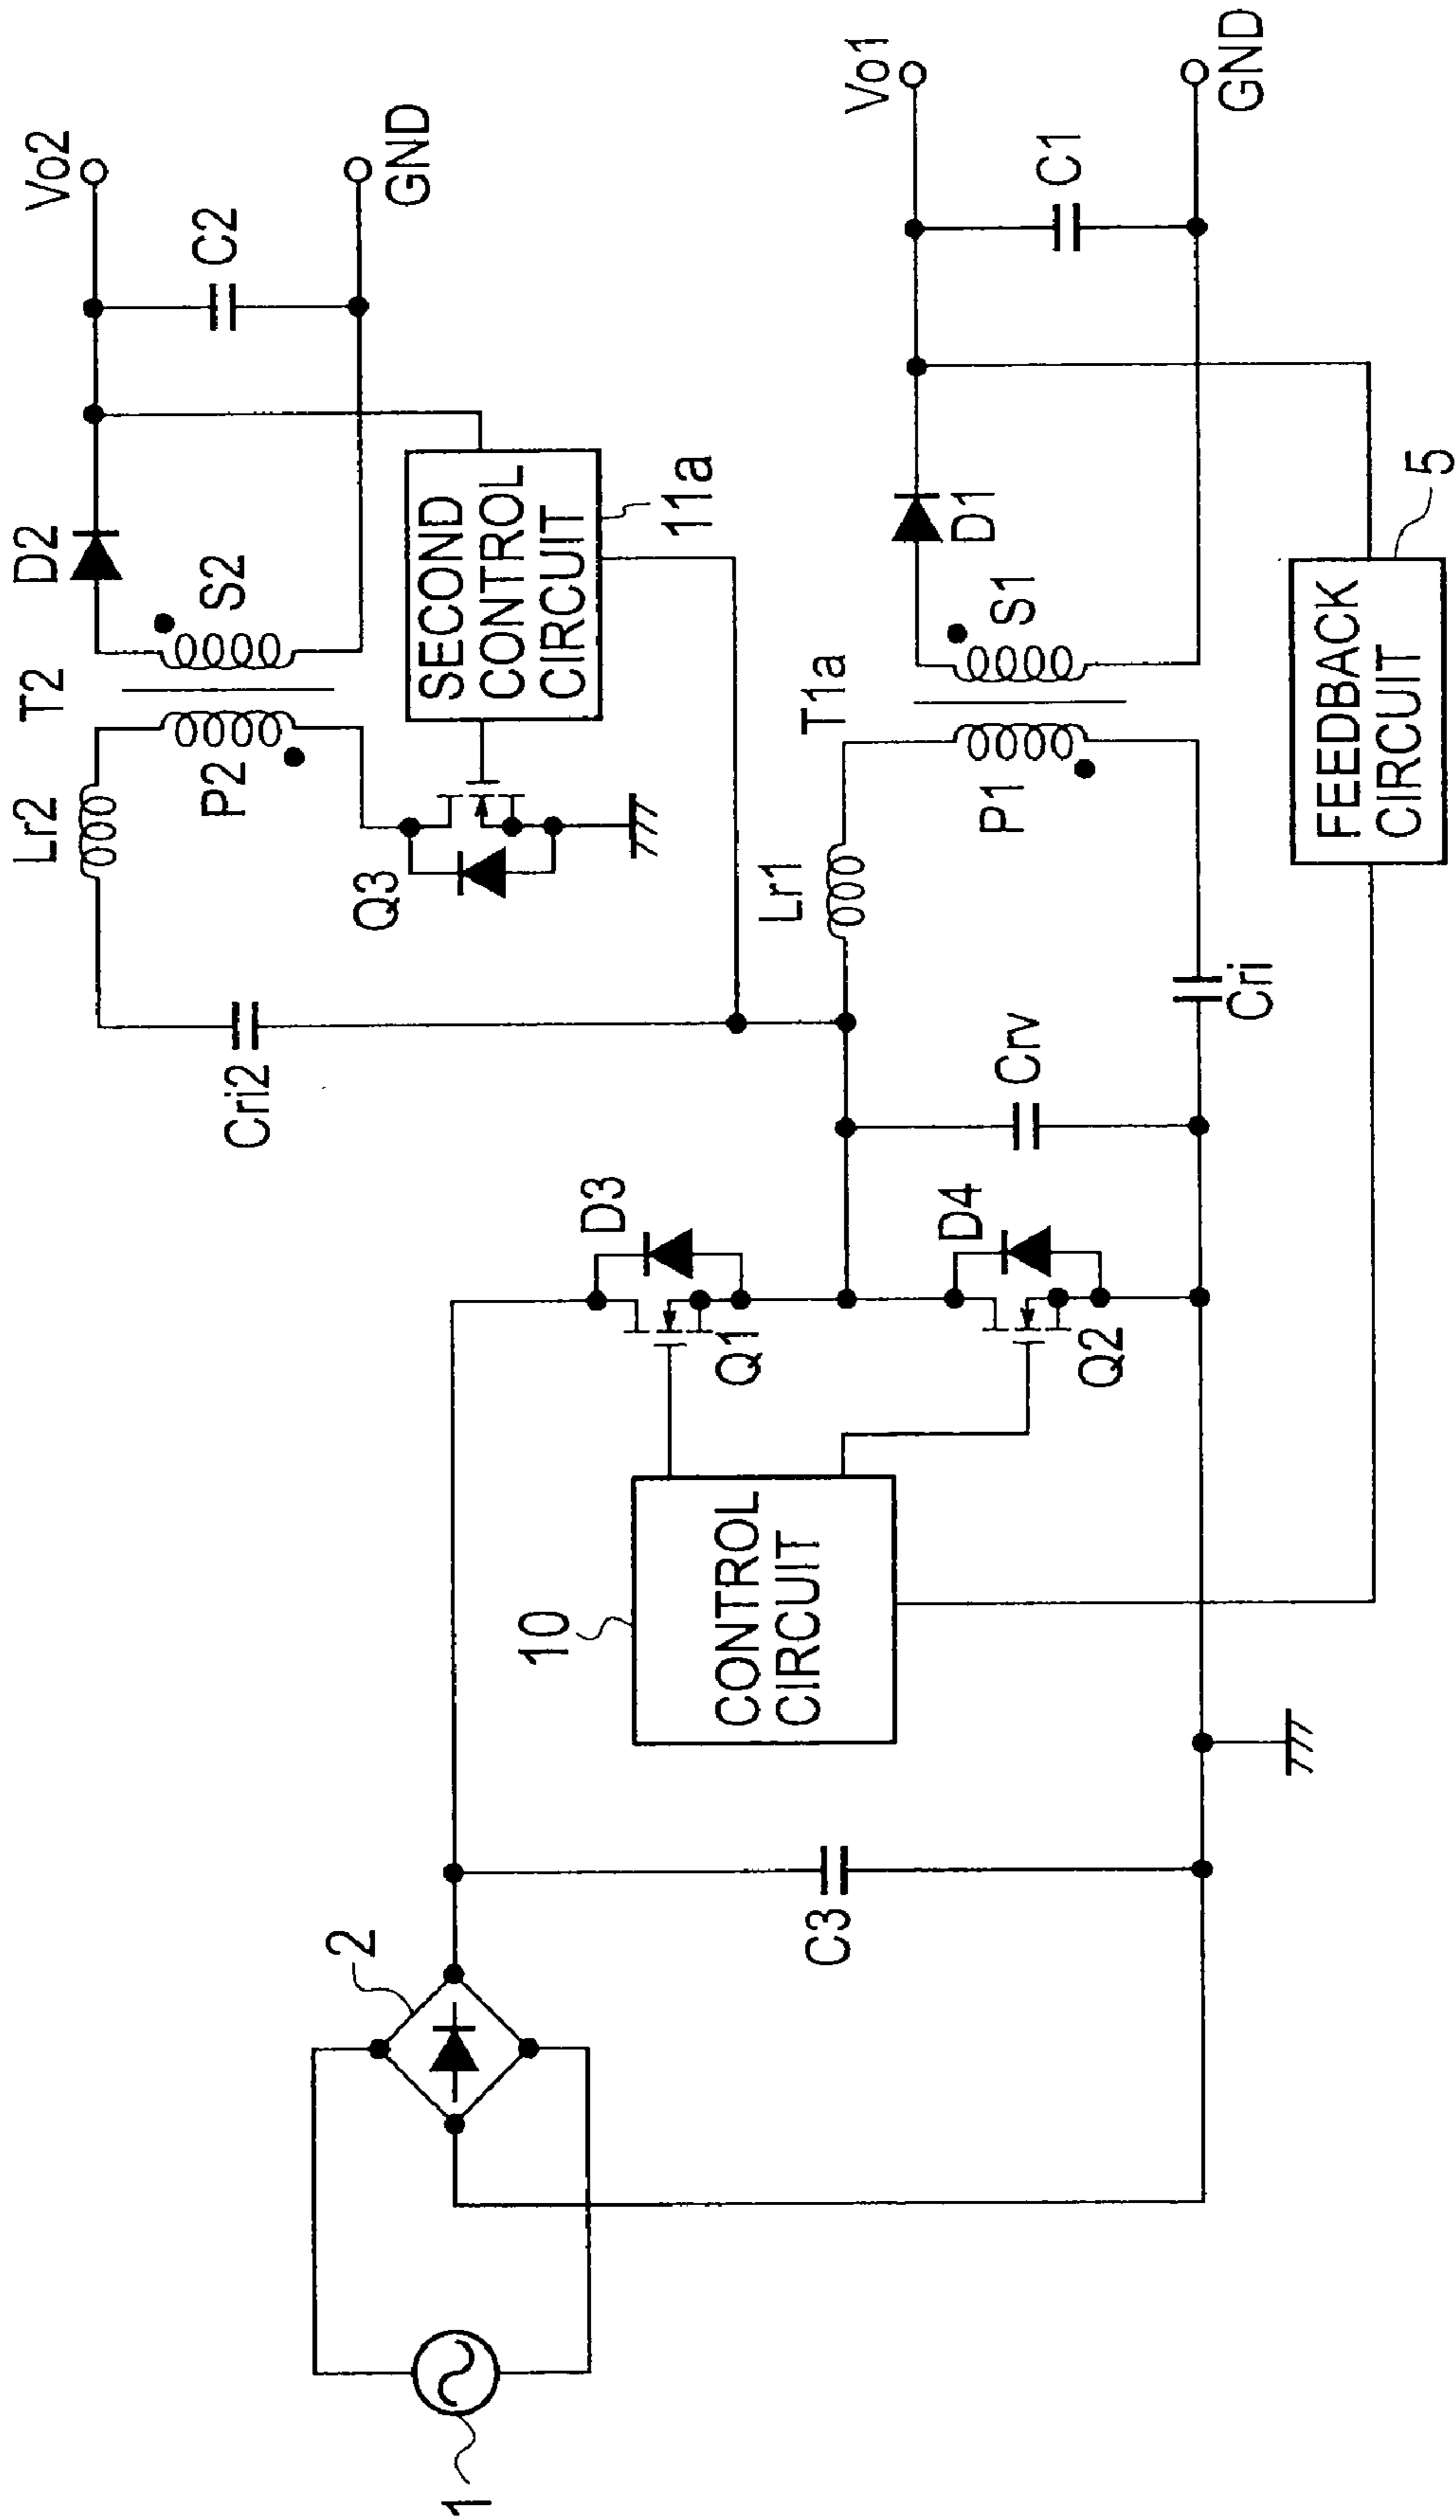 Vo2
D2
T2
Lr2
S2
P2
C2
GND
Q3
Cri2
SECOND
CONTROL
CIRCUIT
11a
Vo1
D1
T1a
Lr1
S1
P1
C1
GND
Crv
Cri
D3
Q1
D4
Q2
10
CONTROL
CIRCUIT
FEEDBACK
CIRCUIT
5
2
C3
1